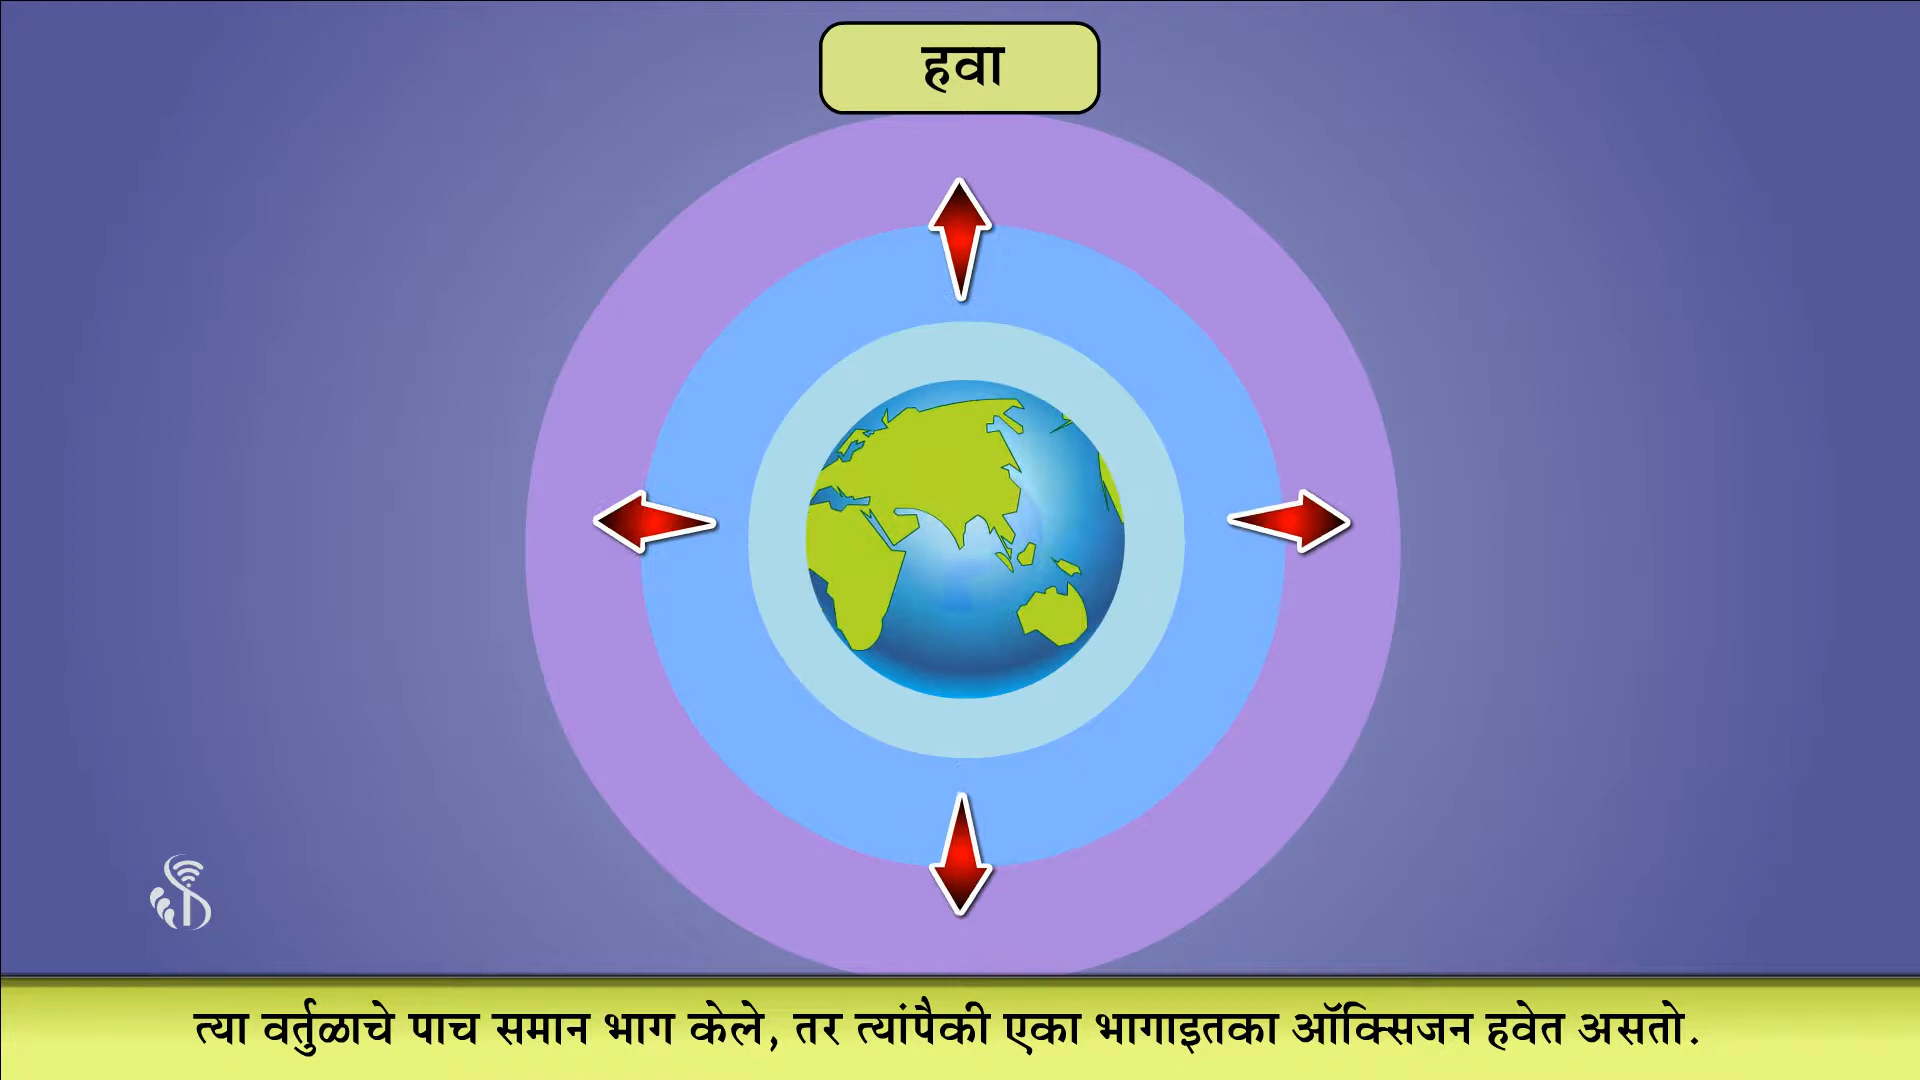 हवा
त्या वर्तुळाचे पाच समान भाग केले, तर त्यांपैकी एका भागाइतका ऑक्सिजन हवेत असतो.